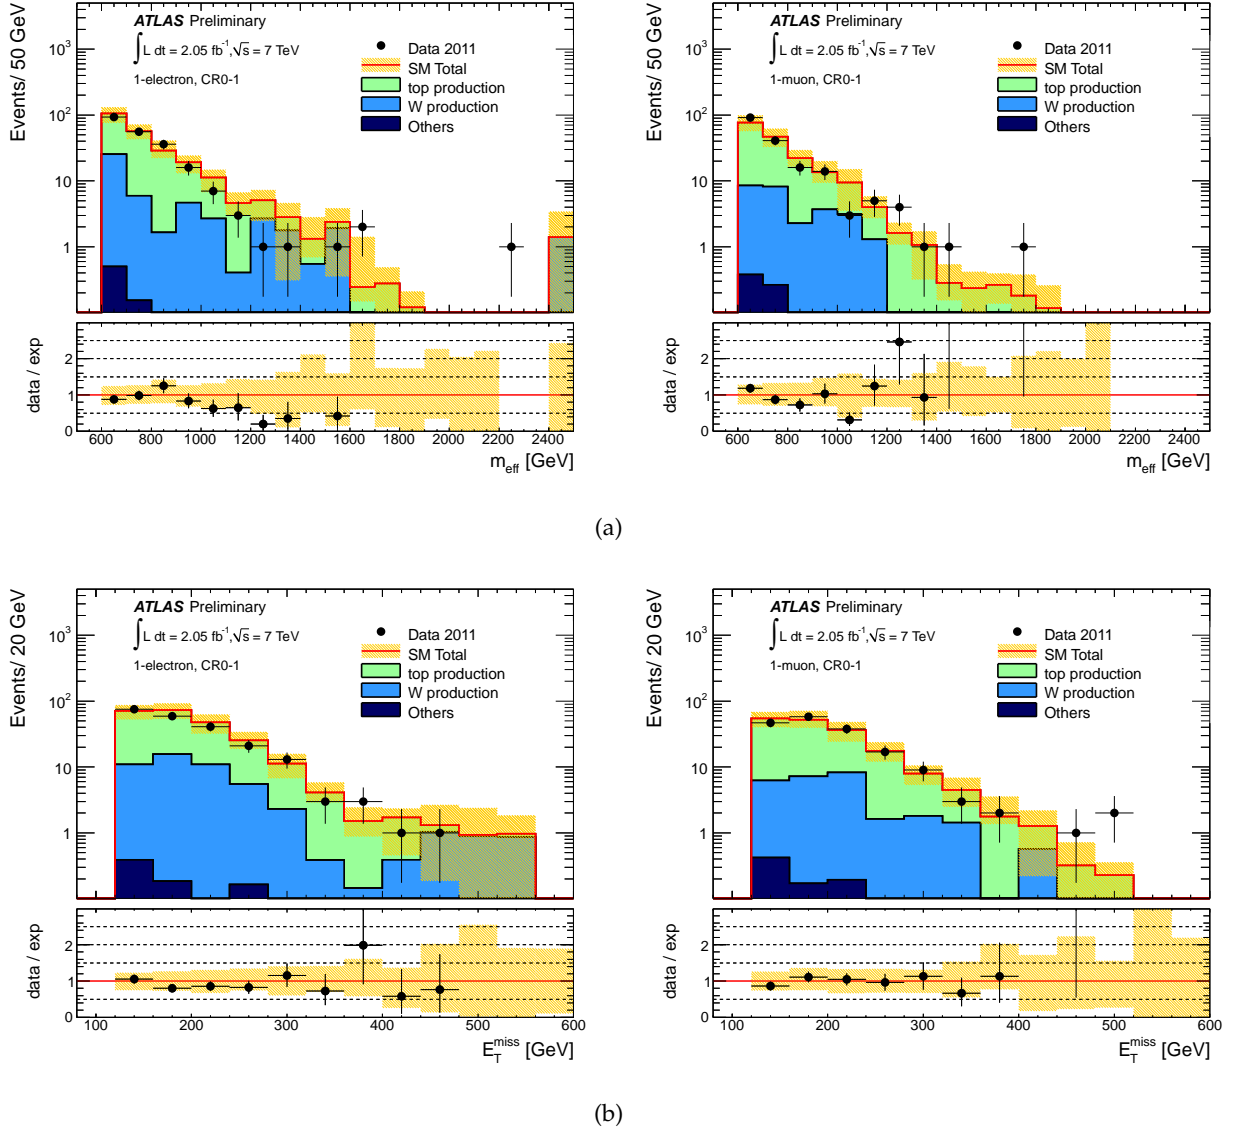 ATLAS Preliminary
∫ L dt = 2.05 fb⁻¹, √s = 7 TeV
1-electron, CR0-1
Data 2011
SM Total
top production
W production
Others
Events/ 50 GeV
10³
10²
10
1
data / exp
2
1
0
600 800 1000 1200 1400 1600 1800 2000 2200 2400
m_eff [GeV]
ATLAS Preliminary
∫ L dt = 2.05 fb⁻¹, √s = 7 TeV
1-muon, CR0-1
Data 2011
SM Total
top production
W production
Others
Events/ 50 GeV
10³
10²
10
1
data / exp
2
1
0
600 800 1000 1200 1400 1600 1800 2000 2200 2400
m_eff [GeV]
(a)
ATLAS Preliminary
∫ L dt = 2.05 fb⁻¹, √s = 7 TeV
1-electron, CR0-1
Data 2011
SM Total
top production
W production
Others
Events/ 20 GeV
10³
10²
10
1
data / exp
2
1
0
100 200 300 400 500 600
E_T^miss [GeV]
ATLAS Preliminary
∫ L dt = 2.05 fb⁻¹, √s = 7 TeV
1-muon, CR0-1
Data 2011
SM Total
top production
W production
Others
Events/ 20 GeV
10³
10²
10
1
data / exp
2
1
0
100 200 300 400 500 600
E_T^miss [GeV]
(b)